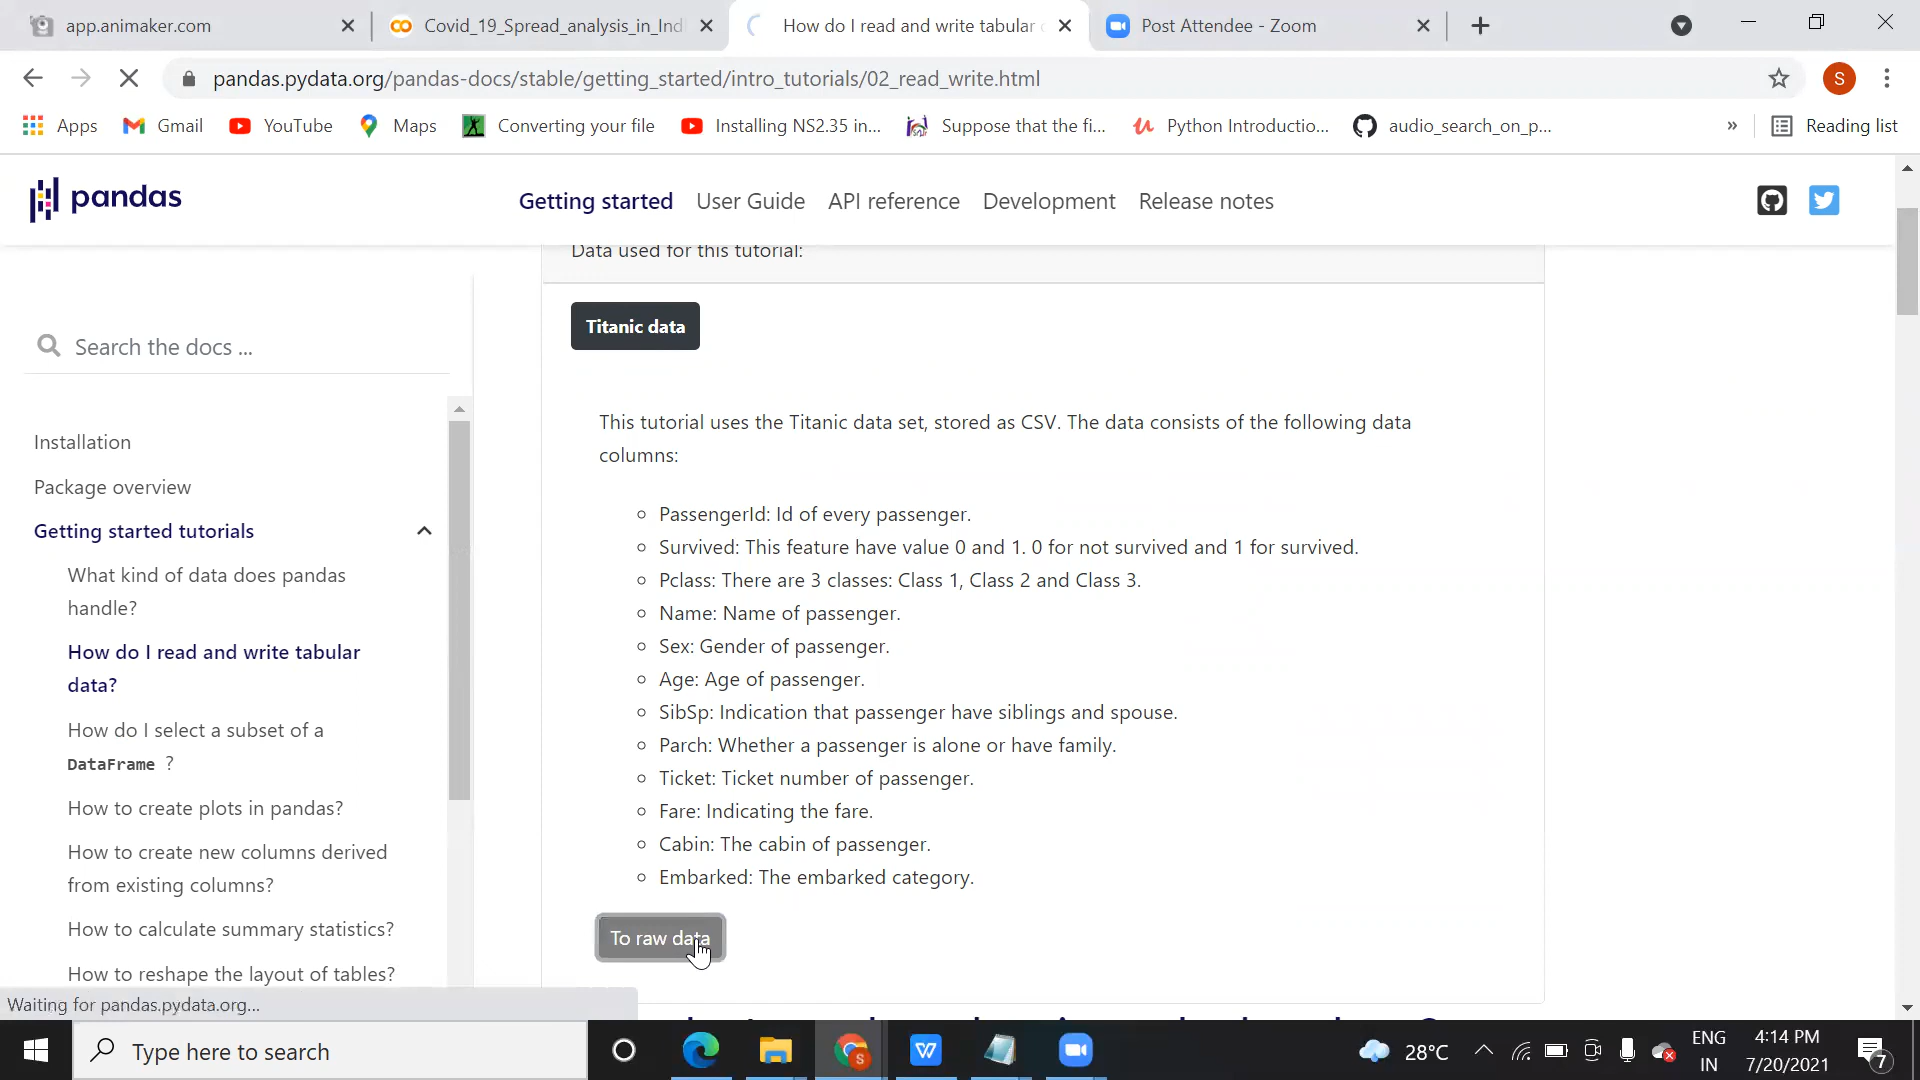 app.animaker.com
Covid_19_Spread_analysis_in_Ind
How do I read and write tabular
Post Attendee - Zoom
pandas.pydata.org/pandas-docs/stable/getting_started/intro_tutorials/02_read_write.html
S
Apps
Gmail
YouTube
Maps
Converting your file
Installing NS2.35 in...
Suppose that the fi...
Python Introductio...
audio_search_on_p...
»
Reading list
pandas
Getting started
User Guide
API reference
Development
Release notes
Data used for this tutorial:
Titanic data
Search the docs ...
This tutorial uses the Titanic data set, stored as CSV. The data consists of the following data
columns:
Installation
Package overview
Getting started tutorials
What kind of data does pandas
handle?
How do I read and write tabular
data?
How do I select a subset of a
DataFrame ?
How to create plots in pandas?
How to create new columns derived
from existing columns?
How to calculate summary statistics?
How to reshape the layout of tables?
PassengerId: Id of every passenger.
Survived: This feature have value 0 and 1. 0 for not survived and 1 for survived.
Pclass: There are 3 classes: Class 1, Class 2 and Class 3.
Name: Name of passenger.
Sex: Gender of passenger.
Age: Age of passenger.
SibSp: Indication that passenger have siblings and spouse.
Parch: Whether a passenger is alone or have family.
Ticket: Ticket number of passenger.
Fare: Indicating the fare.
Cabin: The cabin of passenger.
Embarked: The embarked category.
To raw data
Waiting for pandas.pydata.org...
Type here to search
28°C
ENG
IN
4:14 PM
7/20/2021
7